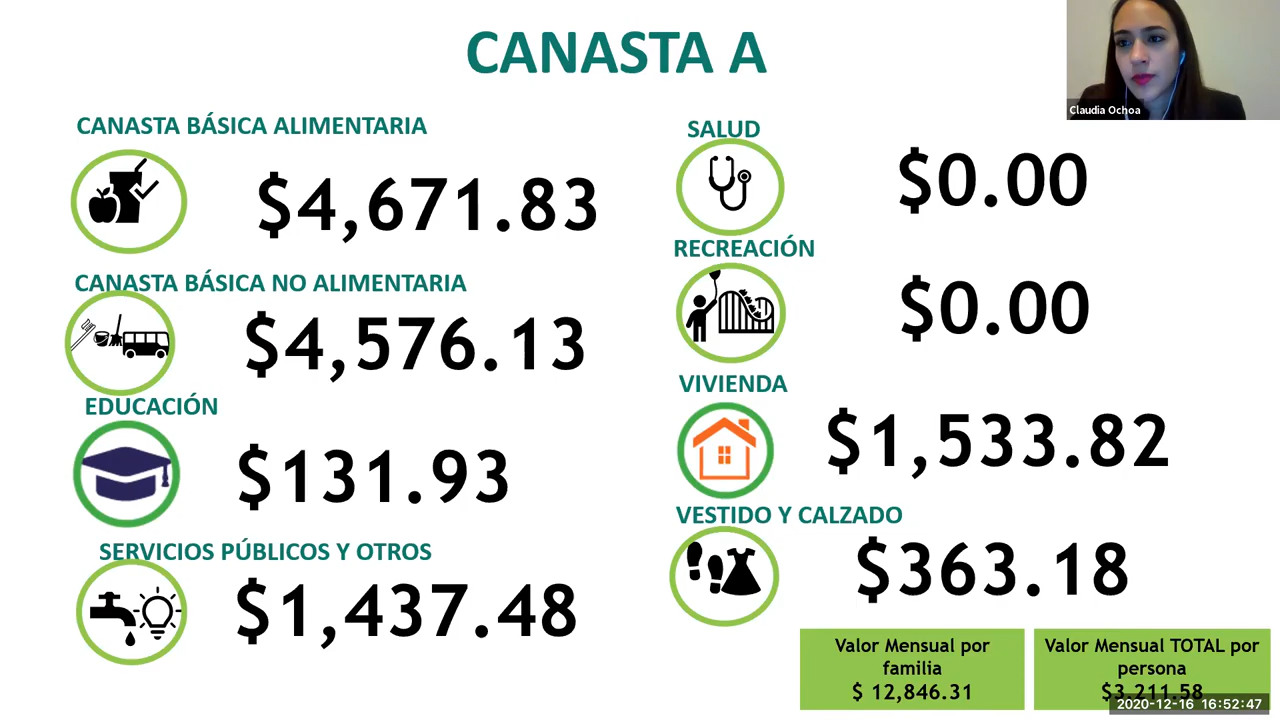 CANASTA A
Claudia Ochoa
CANASTA BÁSICA ALIMENTARIA
$4,671.83
CANASTA BÁSICA NO ALIMENTARIA
$4,576.13
EDUCACIÓN
$131.93
SERVICIOS PÚBLICOS Y OTROS
$1,437.48
SALUD
$0.00
RECREACIÓN
$0.00
VIVIENDA
$1,533.82
VESTIDO Y CALZADO
$363.18
Valor Mensual por
familia
$ 12,846.31
Valor Mensual TOTAL por
persona
$3,211.58
2020-12-16 16:52:47